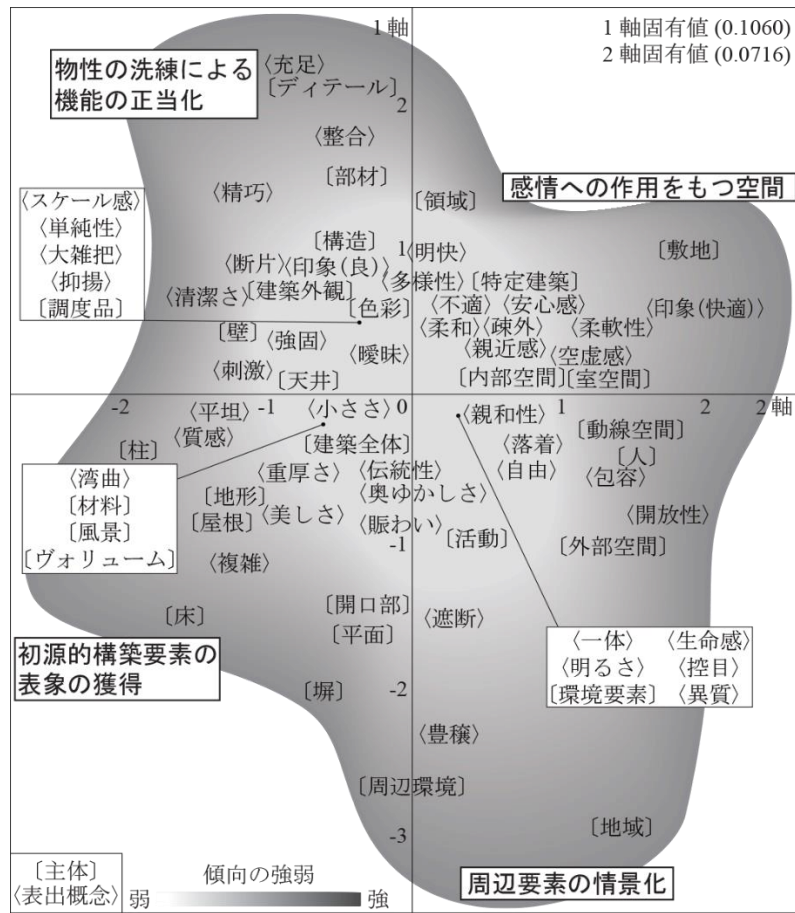 1 軸
1 軸固有値 (0.1060)
2 軸固有値 (0.0716)
物性の洗練による
機能の正当化
〈充足〉
〔ディテール〕
2
〈整合〉
〔部材〕
〈精巧〉
感情への作用をもつ空間
〔領域〕
〈スケール感〉
〈単純性〉
〈大雑把〉
〈抑揚〉
〔調度品〕
〔構造〕
1
〈明快〉
〔敷地〕
〈断片〉
〈印象(良)〉
〈多様性〉
〔特定建築〕
〈清潔さ〉
〔建築外観〕
〔色彩〕
〈不適〉
〈安心感〉
〈印象(快適)〉
〔壁〕
〈強固〉
〈柔和〉
〈疎外〉
〈柔軟性〉
〈曖昧〉
〈親近感〉
〈空虚感〉
〈刺激〉
〔天井〕
〔内部空間〕
〔室空間〕
-2
-1
0
1
2
2 軸
〈平坦〉
〈小ささ〉
〈親和性〉
〔動線空間〕
〔柱〕
〈質感〉
〔建築全体〕
〈落着〉
〔人〕
〈重厚さ〉
〈伝統性〉
〈自由〉
〈包容〉
〈湾曲〉
〔材料〕
〔風景〕
〔ヴォリューム〕
〔地形〕
〈奥ゆかしさ〉
〔屋根〕
〈美しさ〉
〈賑わい〉
〈開放性〉
-1
〔活動〕
〔外部空間〕
〈複雑〉
〔床〕
〔開口部〕
〈遮断〉
〔平面〕
初源的構築要素の
表象の獲得
〈一体〉 〈生命感〉
〈明るさ〉 〈控目〉
〔環境要素〕 〈異質〉
〔塀〕
-2
〈豊穣〉
〔周辺環境〕
-3
〔地域〕
周辺要素の情景化
〔主体〕
〈表出概念〉
傾向の強弱
弱
強